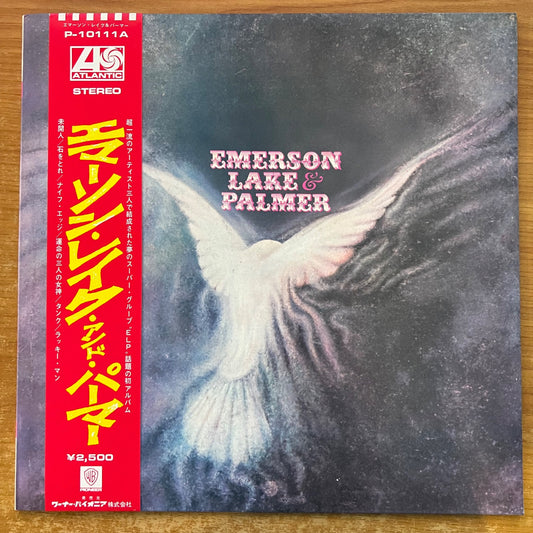 エマーソン・レイク&パーマー
P-10111A
ATLANTIC
STEREO
超一流のアーティスト三人で結成された夢のスーパー・グループ"ELP"話題の初アルバム
エマーソン・レイク・アンド・パーマー
未開人/石をとれ/ナイフ・エッジ/運命の三人の女神/タンク/ラッキー・マン
¥2,500
発売元
ワーナー・パイオニア株式会社
EMERSON
LAKE &
PALMER